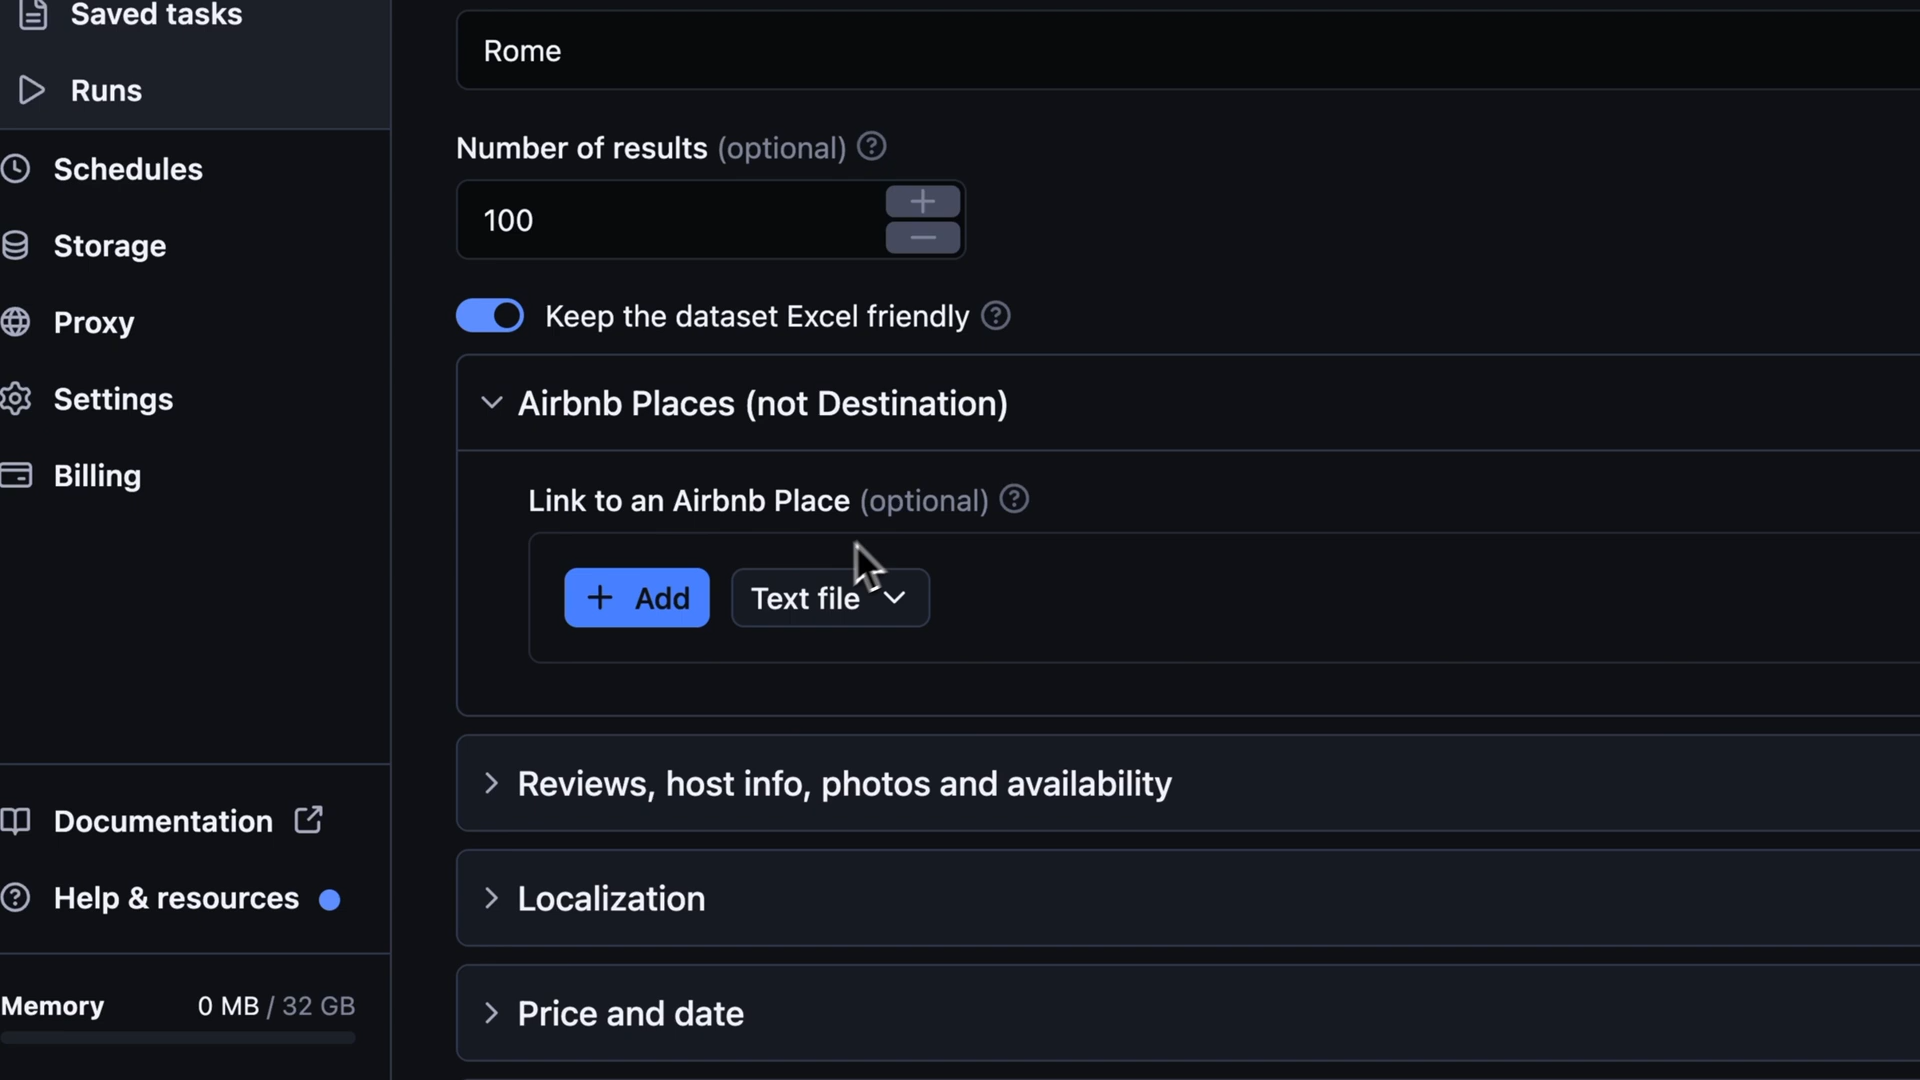 Saved tasks
Runs
Schedules
Storage
Proxy
Settings
Billing
Documentation
Help & resources
Memory 0 MB / 32 GB
Rome
Number of results (optional)
100
Keep the dataset Excel friendly
Airbnb Places (not Destination)
Link to an Airbnb Place (optional)
+ Add Text file
Reviews, host info, photos and availability
Localization
Price and date